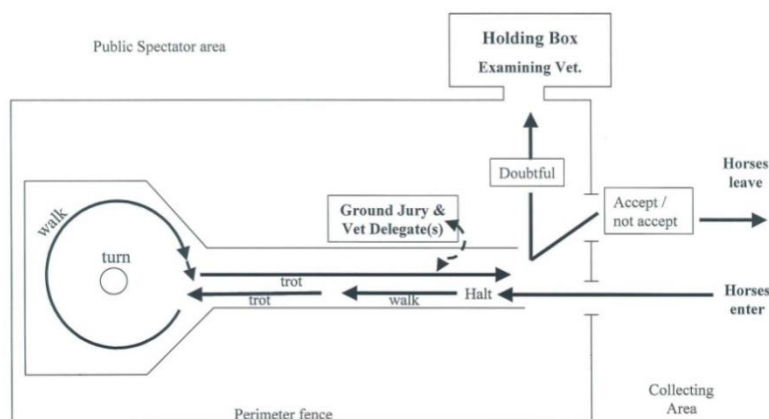 Public Spectator area
Holding Box
Examining Vet.
Doubtful
Horses
leave
Accept /
not accept
Ground Jury &
Vet Delegate(s)
walk
turn
trot
trot
walk
Halt
Horses
enter
Collecting
Area
Perimeter fence